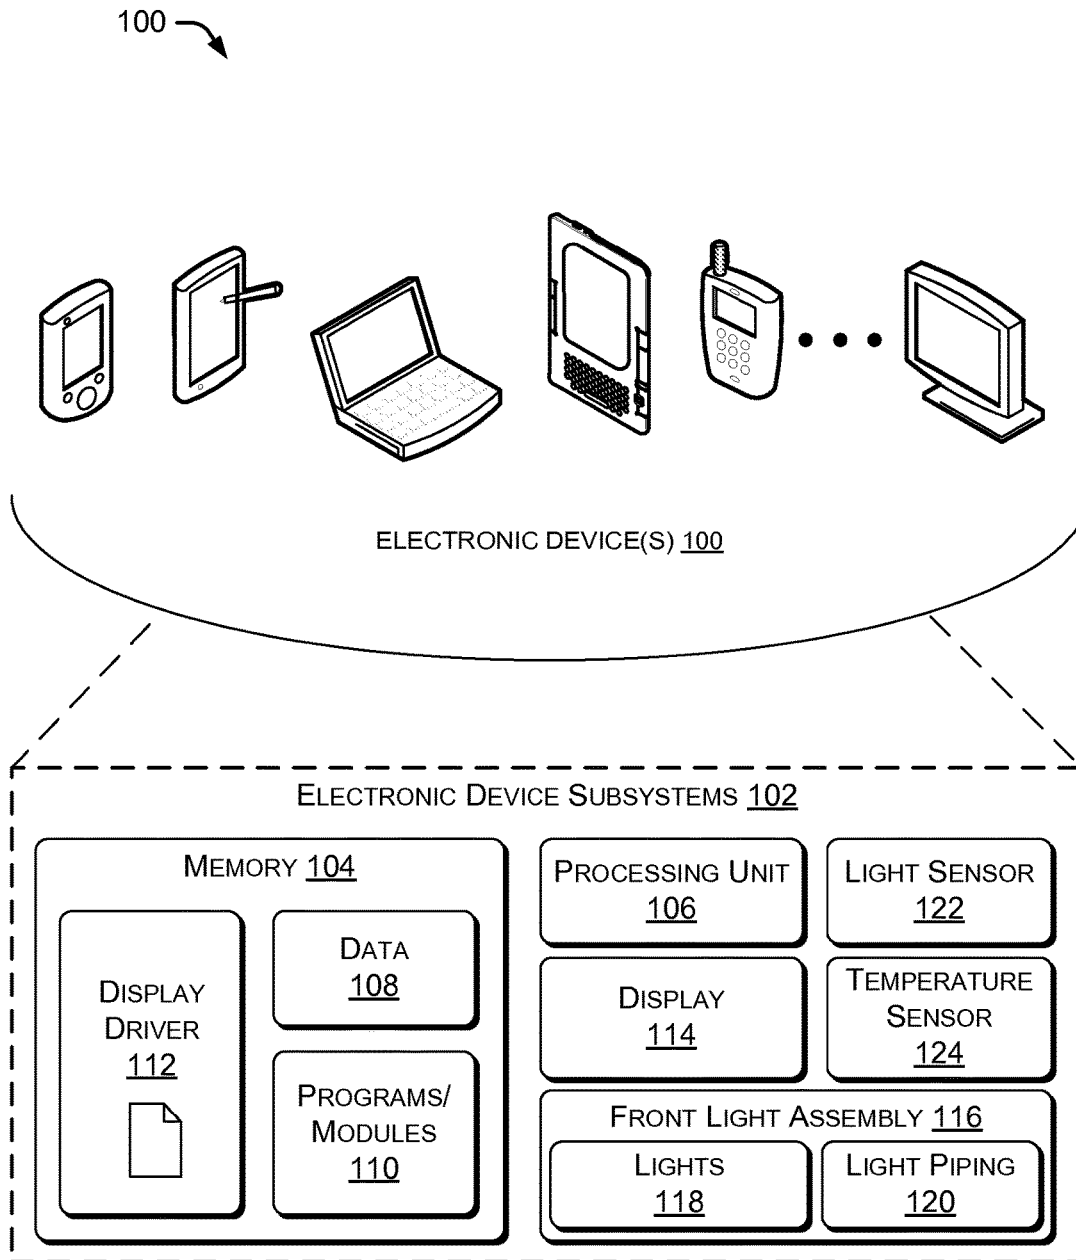 100
ELECTRONIC DEVICE(S) 100
ELECTRONIC DEVICE SUBSYSTEMS 102
MEMORY 104
DISPLAY
DRIVER
112
DATA
108
PROGRAMS/
MODULES
110
PROCESSING UNIT
106
LIGHT SENSOR
122
DISPLAY
114
TEMPERATURE
SENSOR
124
FRONT LIGHT ASSEMBLY 116
LIGHTS
118
LIGHT PIPING
120